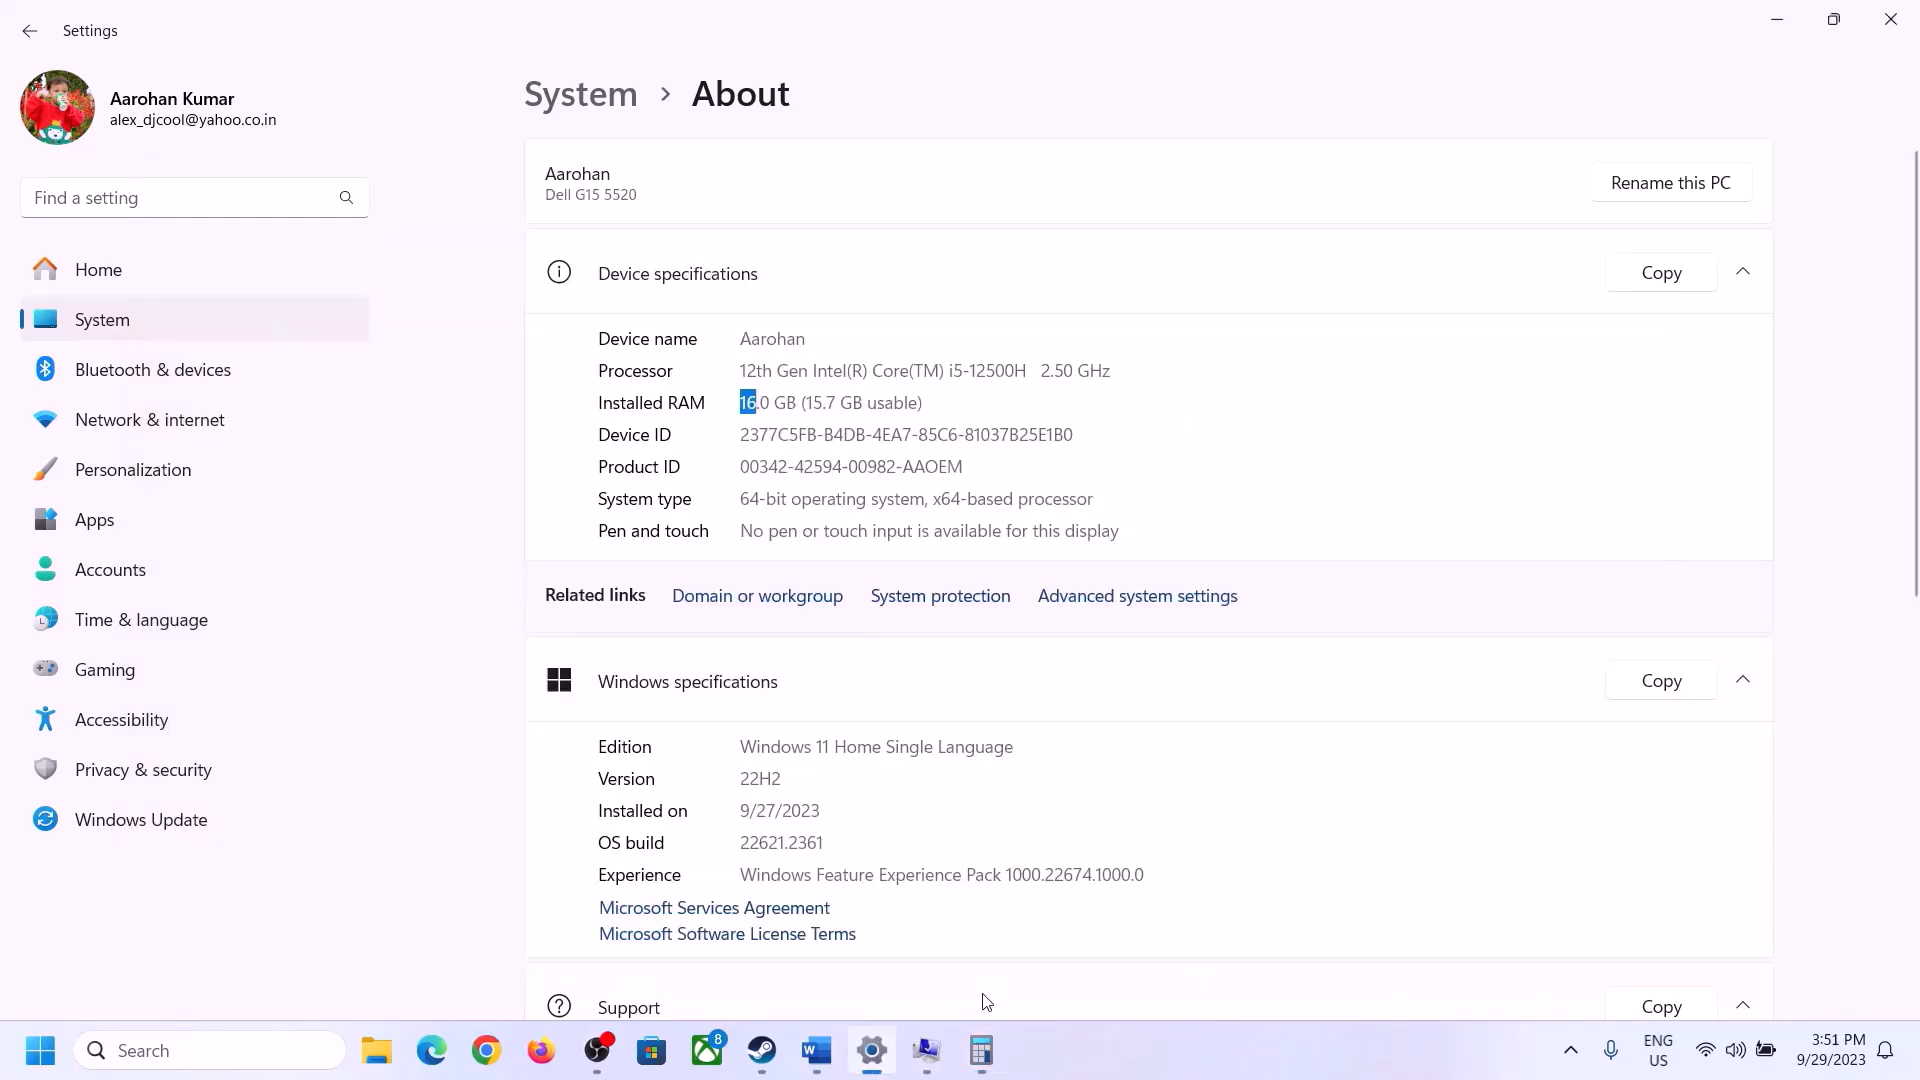 Settings
Aarohan Kumar
alex_djcool@yahoo.co.in
Find a setting
Home
System
Bluetooth & devices
Network & internet
Personalization
Apps
Accounts
Time & language
Gaming
Accessibility
Privacy & security
Windows Update
System > About
Aarohan
Dell G15 5520
Rename this PC
Device specifications
Copy
Device name Aarohan
Processor 12th Gen Intel(R) Core(TM) i5-12500H 2.50 GHz
Installed RAM 16.0 GB (15.7 GB usable)
Device ID 2377C5FB-B4DB-4EA7-85C6-81037B25E1B0
Product ID 00342-42594-00982-AAOEM
System type 64-bit operating system, x64-based processor
Pen and touch No pen or touch input is available for this display
Related links Domain or workgroup System protection Advanced system settings
Windows specifications
Copy
Edition Windows 11 Home Single Language
Version 22H2
Installed on 9/27/2023
OS build 22621.2361
Experience Windows Feature Experience Pack 1000.22674.1000.0
Microsoft Services Agreement
Microsoft Software License Terms
Support
Copy
Search
8
W
ENG
US
3:51 PM
9/29/2023